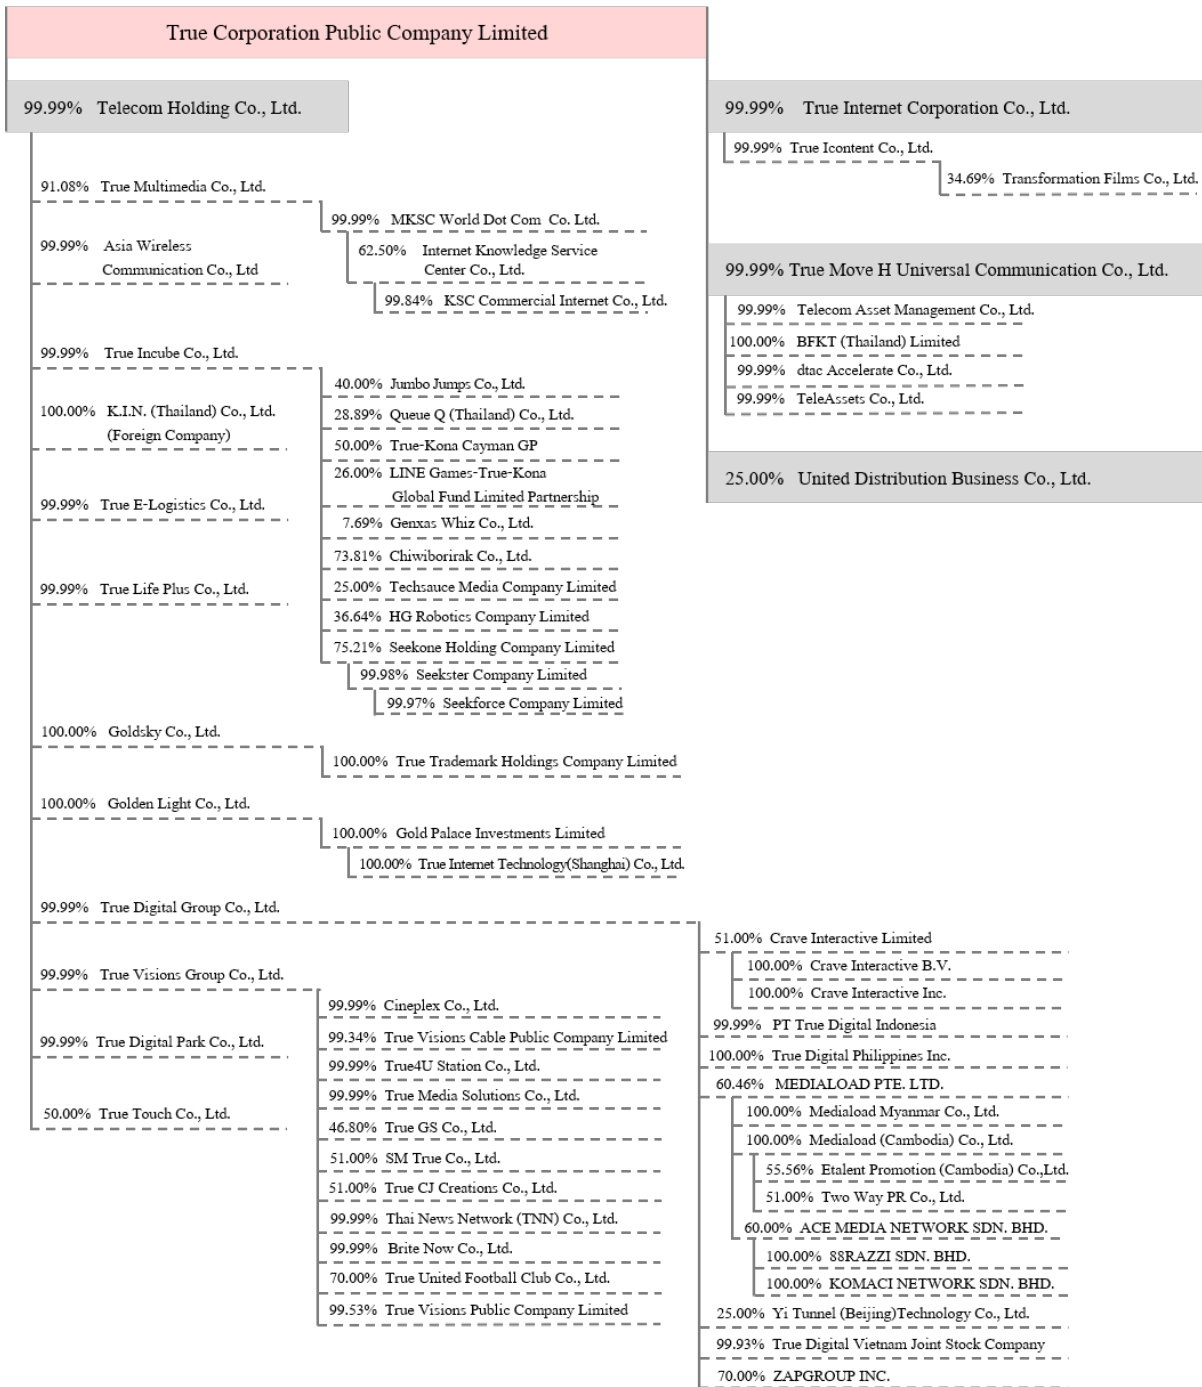 True Corporation Public Company Limited
99.99% Telecom Holding Co., Ltd.
91.08% True Multimedia Co., Ltd.
99.99% MKSC World Dot Com Co. Ltd.
62.50% Internet Knowledge Service
Center Co., Ltd.
99.84% KSC Commercial Internet Co., Ltd.
99.99% Asia Wireless
Communication Co., Ltd
99.99% True Incube Co., Ltd.
40.00% Jumbo Jumps Co., Ltd.
28.89% Queue Q (Thailand) Co., Ltd.
50.00% True-Kona Cayman GP
26.00% LINE Games-True-Kona
Global Fund Limited Partnership
7.69% Genxas Whiz Co., Ltd.
73.81% Chiwiborirak Co., Ltd.
25.00% Techsauce Media Company Limited
36.64% HG Robotics Company Limited
75.21% Seekone Holding Company Limited
99.98% Seekster Company Limited
99.97% Seekforce Company Limited
100.00% K.I.N. (Thailand) Co., Ltd.
(Foreign Company)
99.99% True E-Logistics Co., Ltd.
99.99% True Life Plus Co., Ltd.
100.00% Goldsky Co., Ltd.
100.00% True Trademark Holdings Company Limited
100.00% Golden Light Co., Ltd.
100.00% Gold Palace Investments Limited
100.00% True Internet Technology(Shanghai) Co., Ltd.
99.99% True Digital Group Co., Ltd.
51.00% Crave Interactive Limited
100.00% Crave Interactive B.V.
100.00% Crave Interactive Inc.
99.99% PT True Digital Indonesia
100.00% True Digital Philippines Inc.
60.46% MEDIALOAD PTE. LTD.
100.00% Mediaload Myanmar Co., Ltd.
100.00% Mediaload (Cambodia) Co., Ltd.
55.56% Etalent Promotion (Cambodia) Co.,Ltd.
51.00% Two Way PR Co., Ltd.
60.00% ACE MEDIA NETWORK SDN. BHD.
100.00% 88RAZZI SDN. BHD.
100.00% KOMACI NETWORK SDN. BHD.
25.00% Yi Tunnel (Beijing)Technology Co., Ltd.
99.93% True Digital Vietnam Joint Stock Company
70.00% ZAPGROUP INC.
99.99% True Visions Group Co., Ltd.
99.99% Cineplex Co., Ltd.
99.34% True Visions Cable Public Company Limited
99.99% True4U Station Co., Ltd.
99.99% True Media Solutions Co., Ltd.
46.80% True GS Co., Ltd.
51.00% SM True Co., Ltd.
51.00% True CJ Creations Co., Ltd.
99.99% Thai News Network (TNN) Co., Ltd.
99.99% Brite Now Co., Ltd.
70.00% True United Football Club Co., Ltd.
99.53% True Visions Public Company Limited
99.99% True Digital Park Co., Ltd.
50.00% True Touch Co., Ltd.
99.99% True Internet Corporation Co., Ltd.
99.99% True Icontent Co., Ltd.
34.69% Transformation Films Co., Ltd.
99.99% True Move H Universal Communication Co., Ltd.
99.99% Telecom Asset Management Co., Ltd.
100.00% BFKT (Thailand) Limited
99.99% dtac Accelerate Co., Ltd.
99.99% TeleAssets Co., Ltd.
25.00% United Distribution Business Co., Ltd.